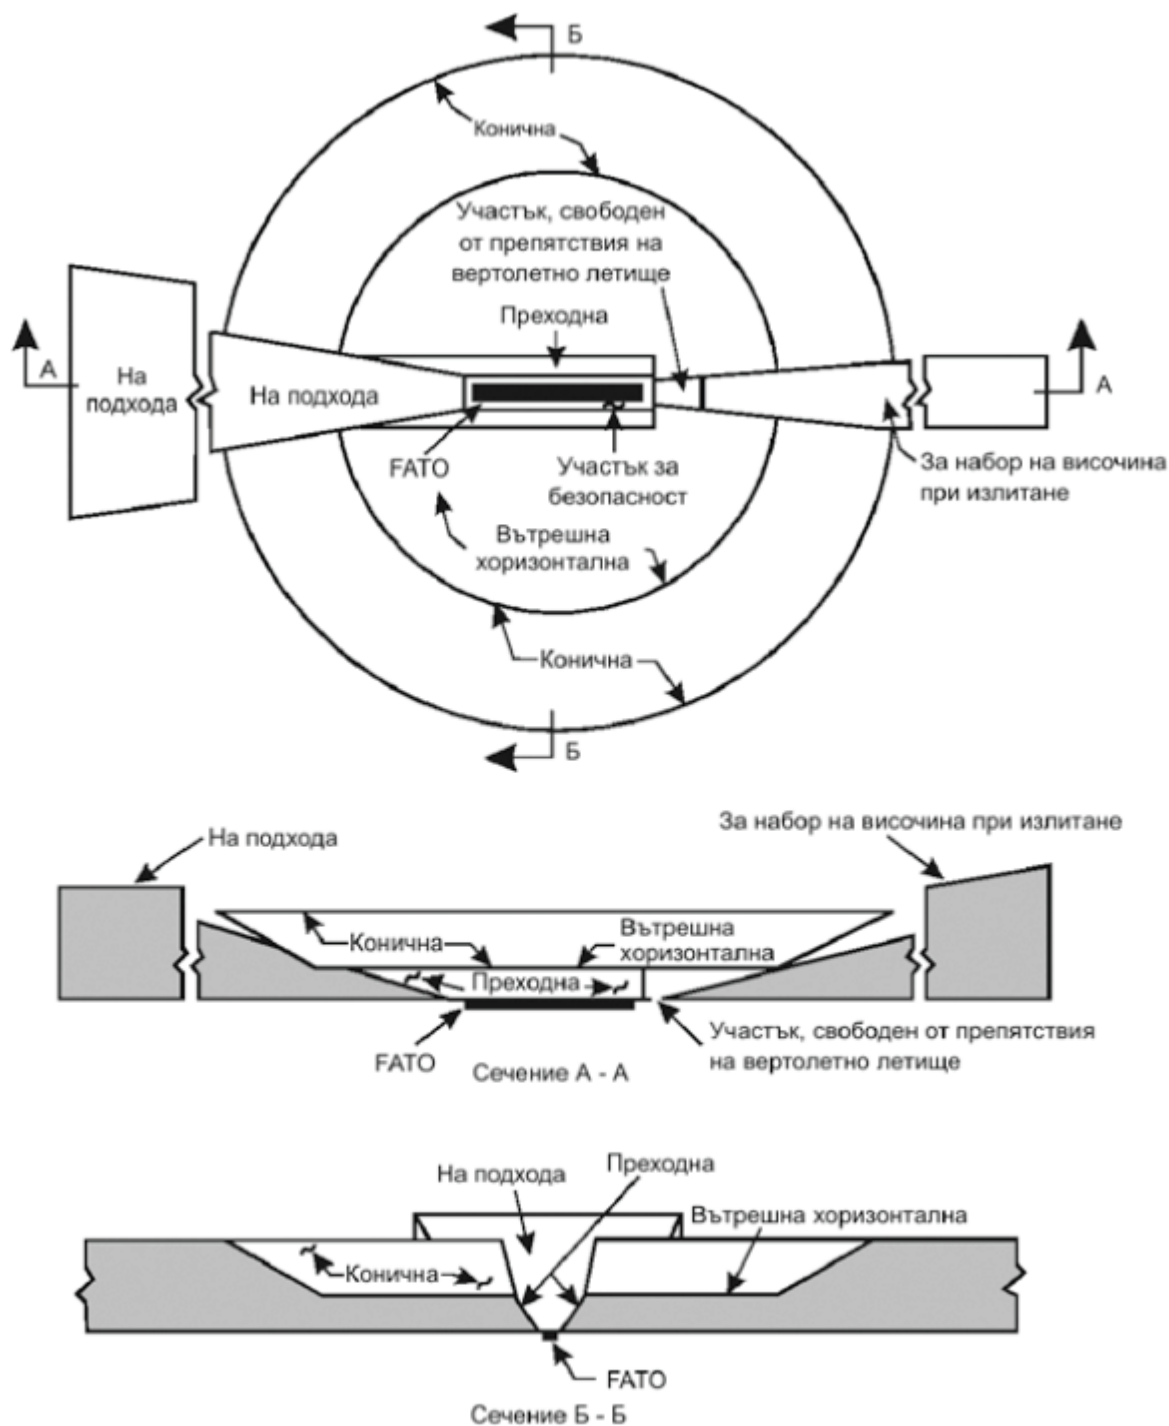 Б
Конична
Участък, свободен
от препятствия на
вертолетно летище
Преходна
А
На
подхода
На подхода
А
FATO
Участък за
безопасност
За набор на височина
при излитане
Вътрешна
хоризонтална
Конична
Б
На подхода
За набор на височина при излитане
Конична
Вътрешна
хоризонтална
Преходна
FATO
Участък, свободен от препятствия
на вертолетно летище
Сечение А - А
На подхода
Преходна
Вътрешна хоризонтална
Конична
FATO
Сечение Б - Б